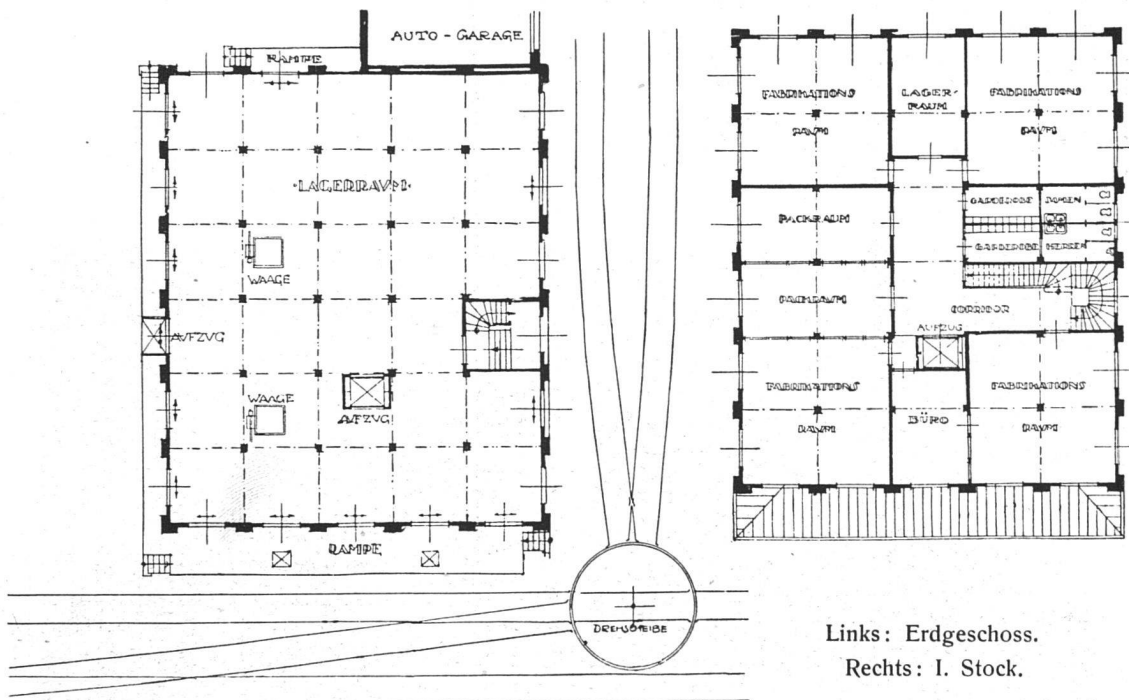 AUTO-GARAGE
RAMPE
LAGERRAUM
WAAGE
AUFZUG
WAAGE
AUFZUG
RAMPE
DREHSCHEIBE
FABRIKATIONS
RAUM
LAGER-
RAUM
FABRIKATIONS
RAUM
PACKRAUM
GARDEROBE
DAMEN
GARDEROBE
HERREN
PACKRAUM
CORRIDOR
AUFZUG
FABRIKATIONS
RAUM
BÜRO
FABRIKATIONS
RAUM
Links: Erdgeschoss.
Rechts: I. Stock.